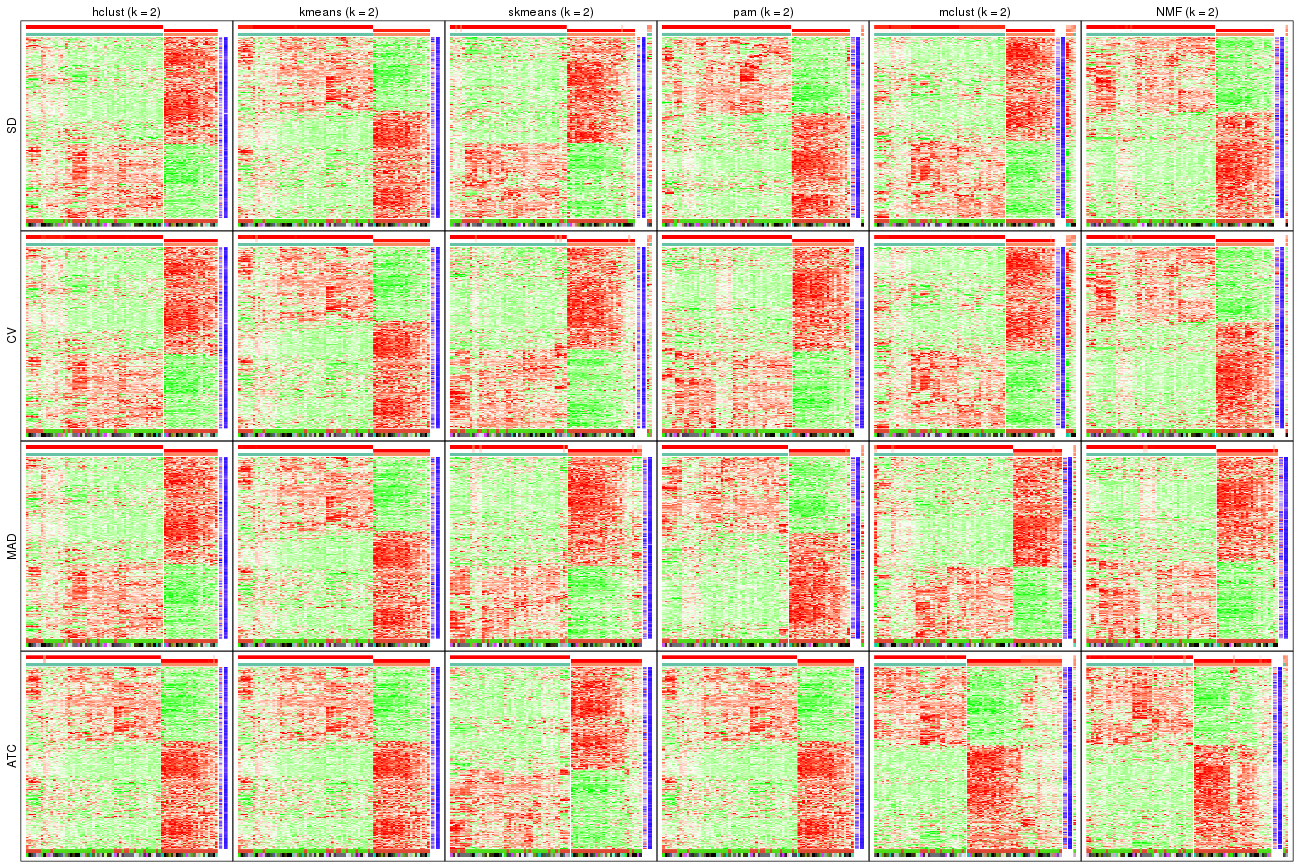 hclust (k = 2) kmeans (k = 2) skmeans (k = 2) pam (k = 2) mclust (k = 2) NMF (k = 2)
SD
CV
MAD
ATC